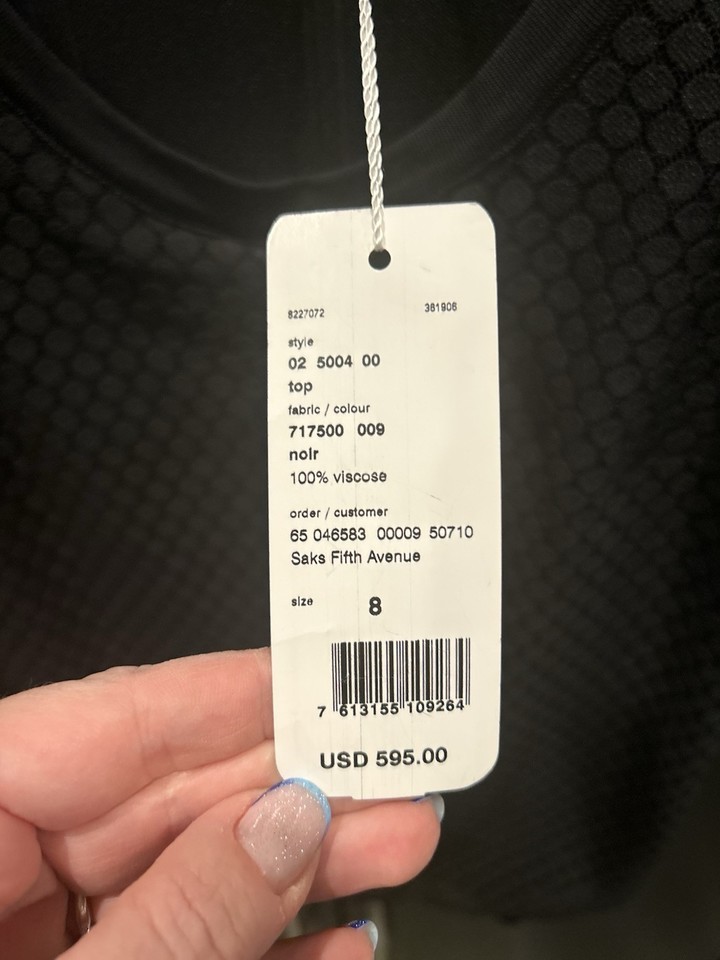 8227072 361906
style
02 5004 00
top
fabric / colour
717500 009
noir
100% viscose
order / customer
65 046583 00009 50710
Saks Fifth Avenue
size 8
7 613155 109264
USD 595.00